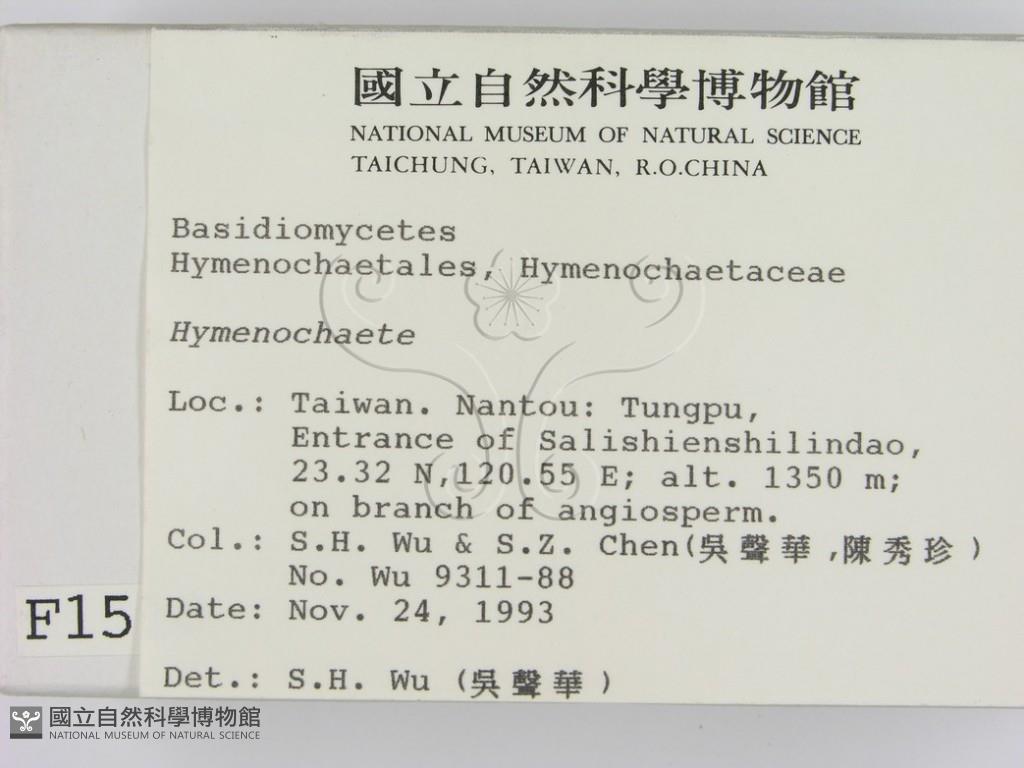 國立自然科學博物館
NATIONAL MUSEUM OF NATURAL SCIENCE
TAICHUNG, TAIWAN, R.O.CHINA
Basidiomycetes
Hymenochaetales, Hymenochaetaceae
Hymenochaete
Loc.: Taiwan. Nantou: Tungpu,
Entrance of Salishienshilindao,
23.32 N,120.55 E; alt. 1350 m;
on branch of angiosperm.
Col.: S.H. Wu & S.Z. Chen(吳聲華,陳秀珍)
No. Wu 9311-88
Date: Nov. 24, 1993
Det.: S.H. Wu (吳聲華)
F15
國立自然科學博物館
NATIONAL MUSEUM OF NATURAL SCIENCE